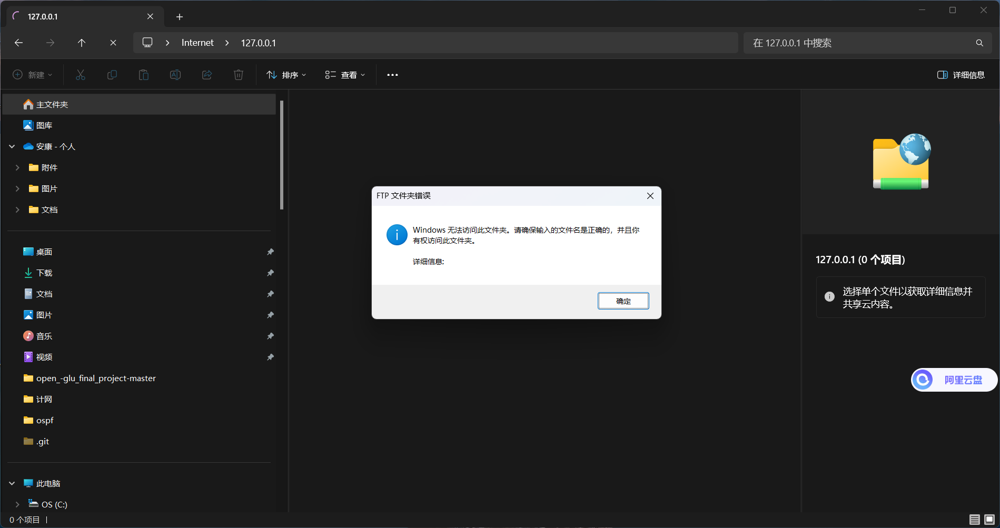 127.0.0.1
Internet
127.0.0.1
在 127.0.0.1 中搜索
新建
排序
查看
详细信息
主文件夹
图库
安康 - 个人
附件
图片
文档
桌面
下载
文档
图片
音乐
视频
open_-glu_final_project-master
计网
ospf
.git
此电脑
OS (C:)
0 个项目
FTP 文件夹错误
Windows 无法访问此文件夹。请确保输入的文件名是正确的，并且你
有权访问此文件夹。
详细信息:
确定
127.0.0.1 (0 个项目)
选择单个文件以获取详细信息并
共享云内容。
阿里云盘